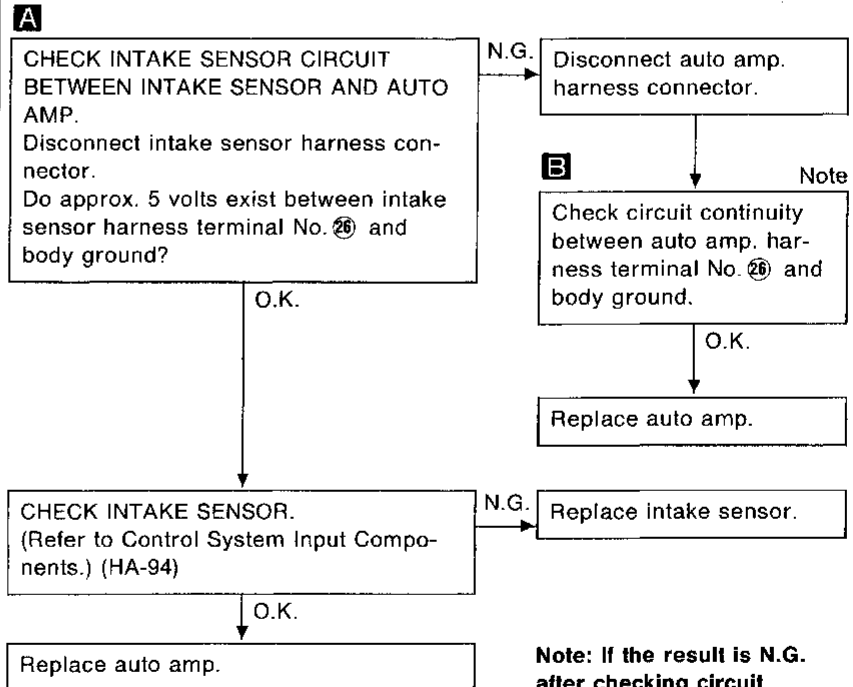 A
CHECK INTAKE SENSOR CIRCUIT
BETWEEN INTAKE SENSOR AND AUTO
AMP.
Disconnect intake sensor harness con-
nector.
Do approx. 5 volts exist between intake
sensor harness terminal No. ㉖ and
body ground?
N.G.
Disconnect auto amp.
harness connector.
B
Note
Check circuit continuity
between auto amp. har-
ness terminal No. ㉖ and
body ground.
O.K.
O.K.
Replace auto amp.
CHECK INTAKE SENSOR.
(Refer to Control System Input Compo-
nents.) (HA-94)
N.G.
Replace intake sensor.
O.K.
Replace auto amp.
Note: If the result is N.G.
after checking circuit